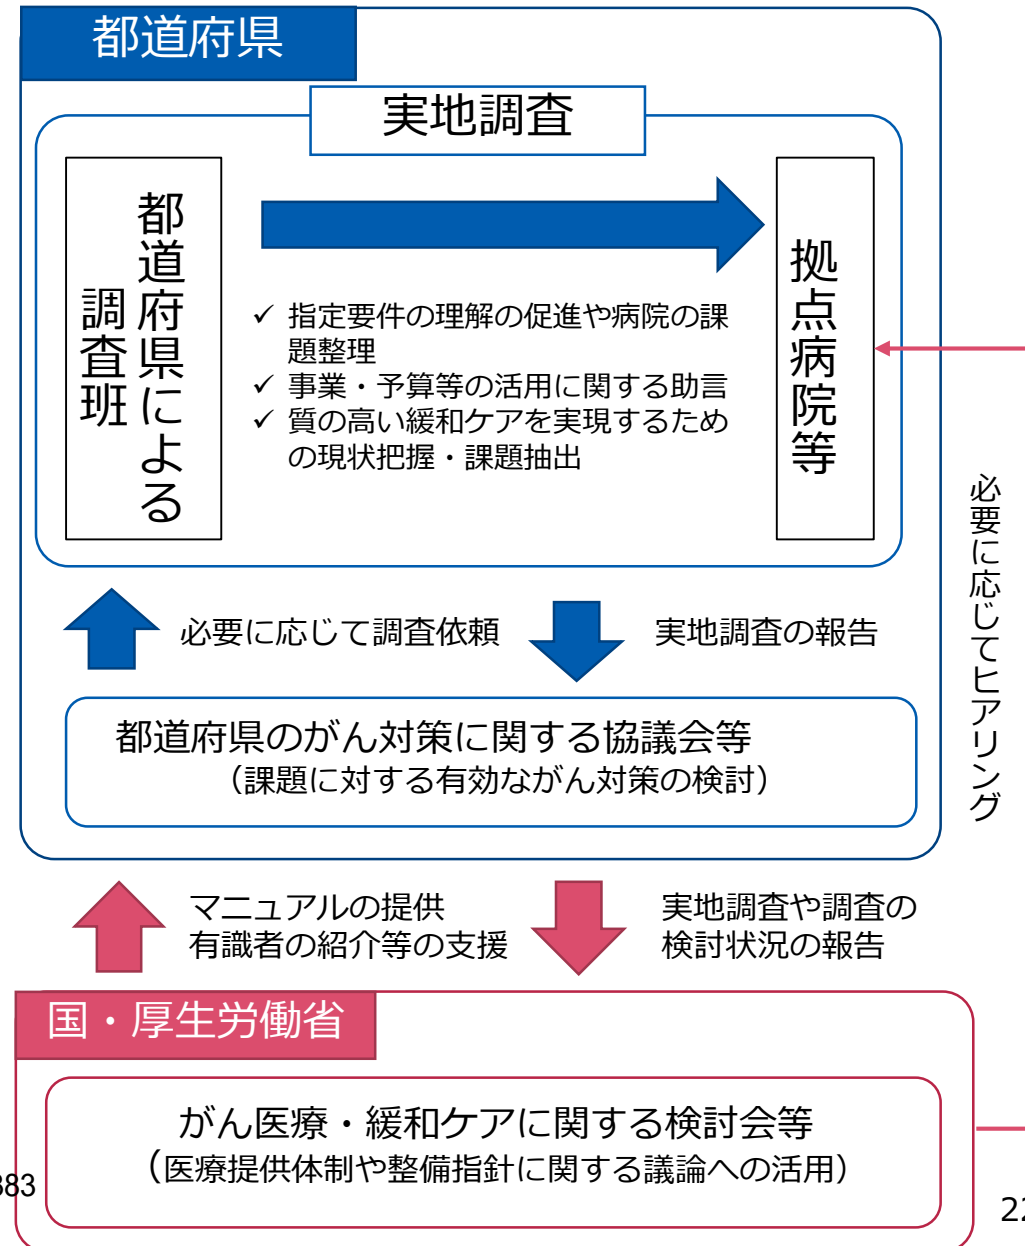 都道府県
実地調査
都道府県による
調査班
✓ 指定要件の理解の促進や病院の課
題整理
✓ 事業・予算等の活用に関する助言
✓ 質の高い緩和ケアを実現するため
の現状把握・課題抽出
拠点病院等
必要に応じてヒアリング
必要に応じて調査依頼
実地調査の報告
都道府県のがん対策に関する協議会等
（課題に対する有効ながん対策の検討）
マニュアルの提供
有識者の紹介等の支援
実地調査や調査の
検討状況の報告
国・厚生労働省
がん医療・緩和ケアに関する検討会等
（医療提供体制や整備指針に関する議論への活用）